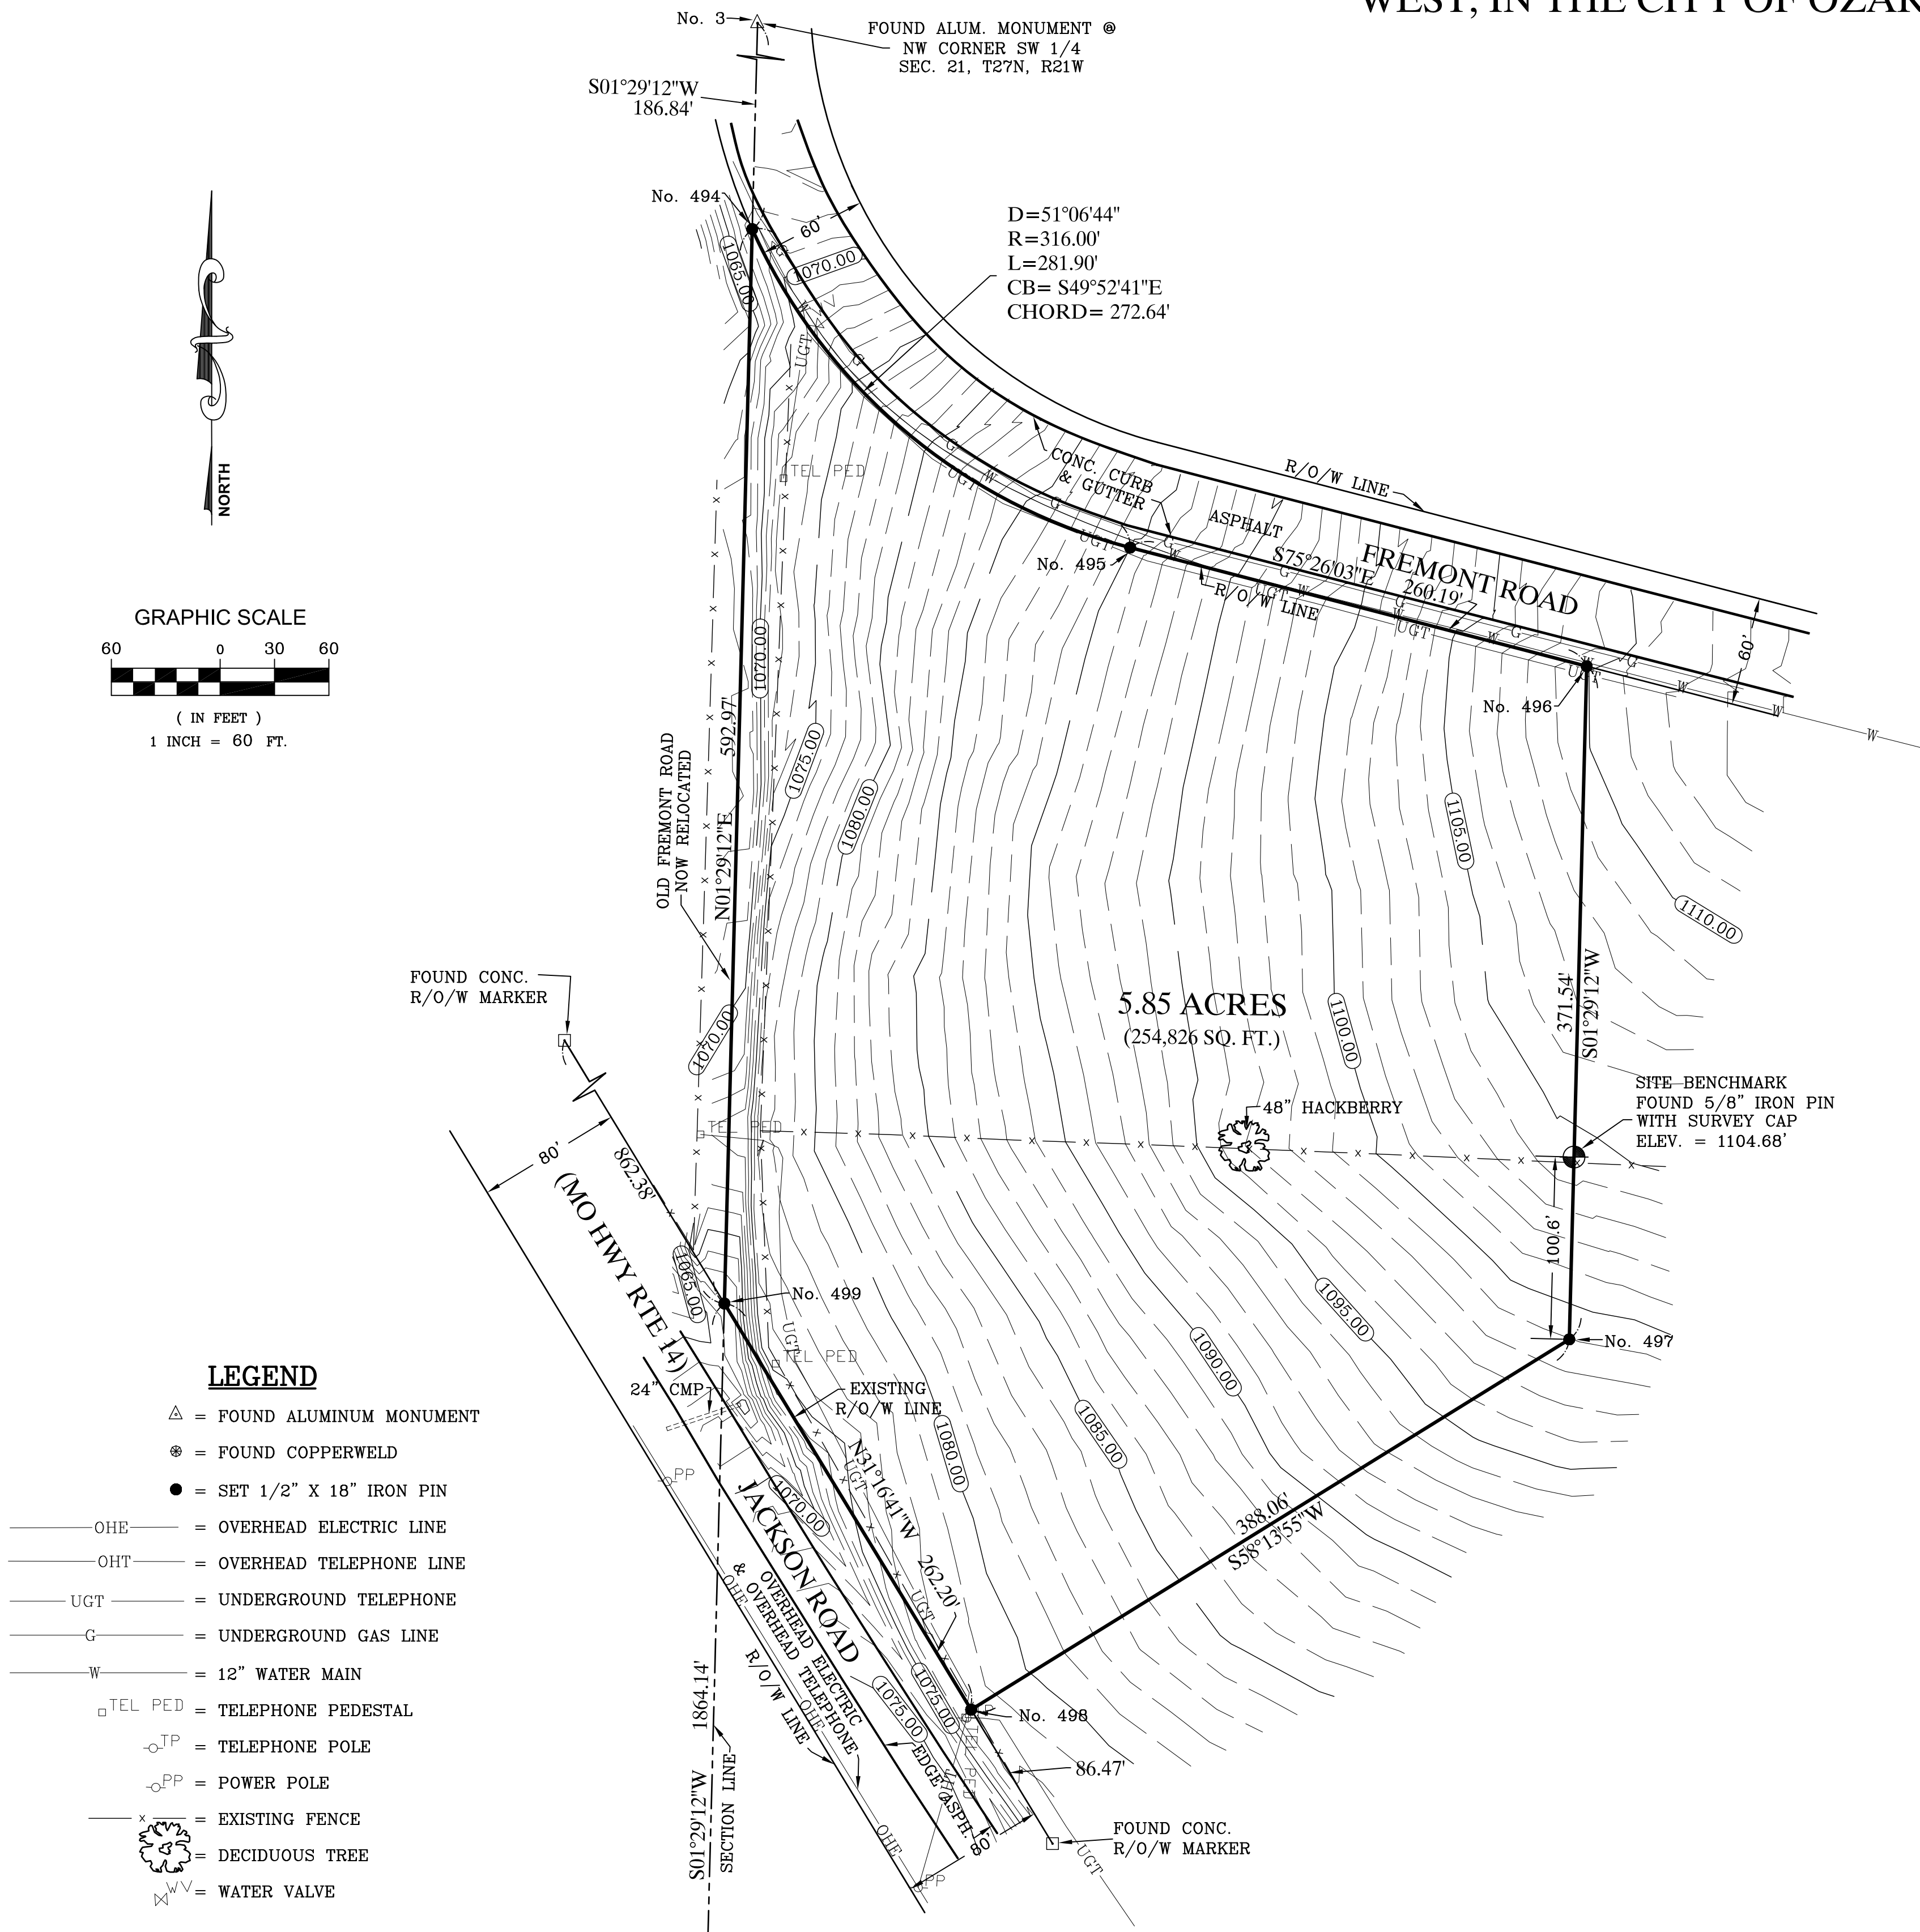 WEST, IN THE CITY OF OZAR
No. 3
FOUND ALUM. MONUMENT @
NW CORNER SW 1/4
SEC. 21, T27N, R21W
S01°29'12"W
186.84'
No. 494
60'
1065.00
1070.00
G
W
UGT
D=51°06'44"
R=316.00'
L=281.90'
CB= S49°52'41"E
CHORD= 272.64'
NORTH
GRAPHIC SCALE
60 0 30 60
( IN FEET )
1 INCH = 60 FT.
TEL PED
CONC. CURB
& GUTTER
R/O/W LINE
ASPHALT
FREMONT ROAD
S75°26'03"E
260.19'
R/O/W LINE
No. 495
No. 496
60'
UGT
G
W
1070.00
592.97'
N01°29'12"E
OLD FREMONT ROAD
NOW RELOCATED
1075.00
1080.00
1105.00
1110.00
FOUND CONC.
R/O/W MARKER
1070.00
5.85 ACRES
(254,826 SQ. FT.)
1100.00
371.54'
S01°29'12"W
SITE BENCHMARK
FOUND 5/8" IRON PIN
WITH SURVEY CAP
ELEV. = 1104.68'
48" HACKBERRY
TEL PED
80'
862.38'
(MO HWY RTE 14)
1065.00
No. 499
100.6'
No. 497
1095.00
1090.00
1085.00
1080.00
UGT
TEL PED
24" CMP
EXISTING
R/O/W LINE
N31°16'41"W
262.20'
388.06'
S58°13'55"W
PP
JACKSON ROAD
1070.00
OVERHEAD ELECTRIC
& OVERHEAD TELEPHONE
OHE
R/O/W LINE
1864.14'
S01°29'12"W
SECTION LINE
1075.00
1075.00
EDGE ASPH.
No. 498
TEL PED
86.47'
80'
FOUND CONC.
R/O/W MARKER
UGT
OHE
PP
LEGEND
= FOUND ALUMINUM MONUMENT
= FOUND COPPERWELD
= SET 1/2" X 18" IRON PIN
OHE = OVERHEAD ELECTRIC LINE
OHT = OVERHEAD TELEPHONE LINE
UGT = UNDERGROUND TELEPHONE
G = UNDERGROUND GAS LINE
W = 12" WATER MAIN
TEL PED = TELEPHONE PEDESTAL
TP = TELEPHONE POLE
PP = POWER POLE
x = EXISTING FENCE
= DECIDUOUS TREE
WV = WATER VALVE